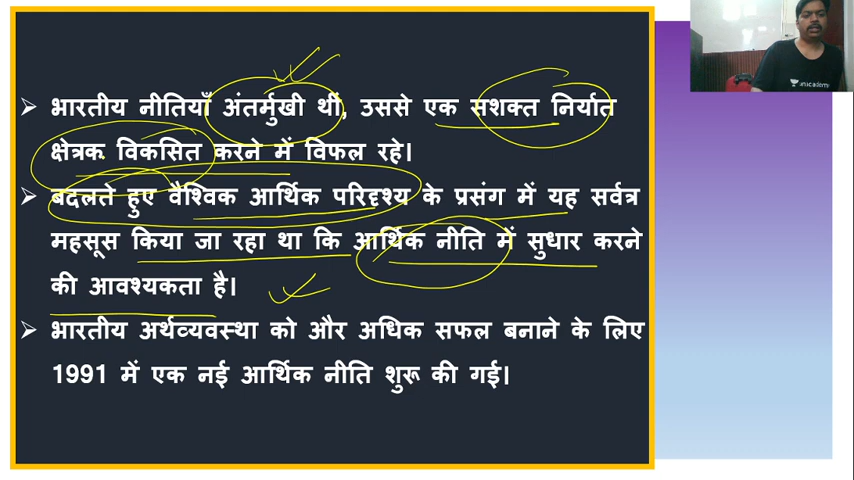 ➢ भारतीय नीतियाँ अंतर्मुखी थीं, उससे एक सशक्त निर्यात
क्षेत्रक विकसित करने में विफल रहे।
➢ बदलते हुए वैश्विक आर्थिक परिदृश्य के प्रसंग में यह सर्वत्र
महसूस किया जा रहा था कि आर्थिक नीति में सुधार करने
की आवश्यकता है।
➢ भारतीय अर्थव्यवस्था को और अधिक सफल बनाने के लिए
1991 में एक नई आर्थिक नीति शुरू की गई।
unacademy